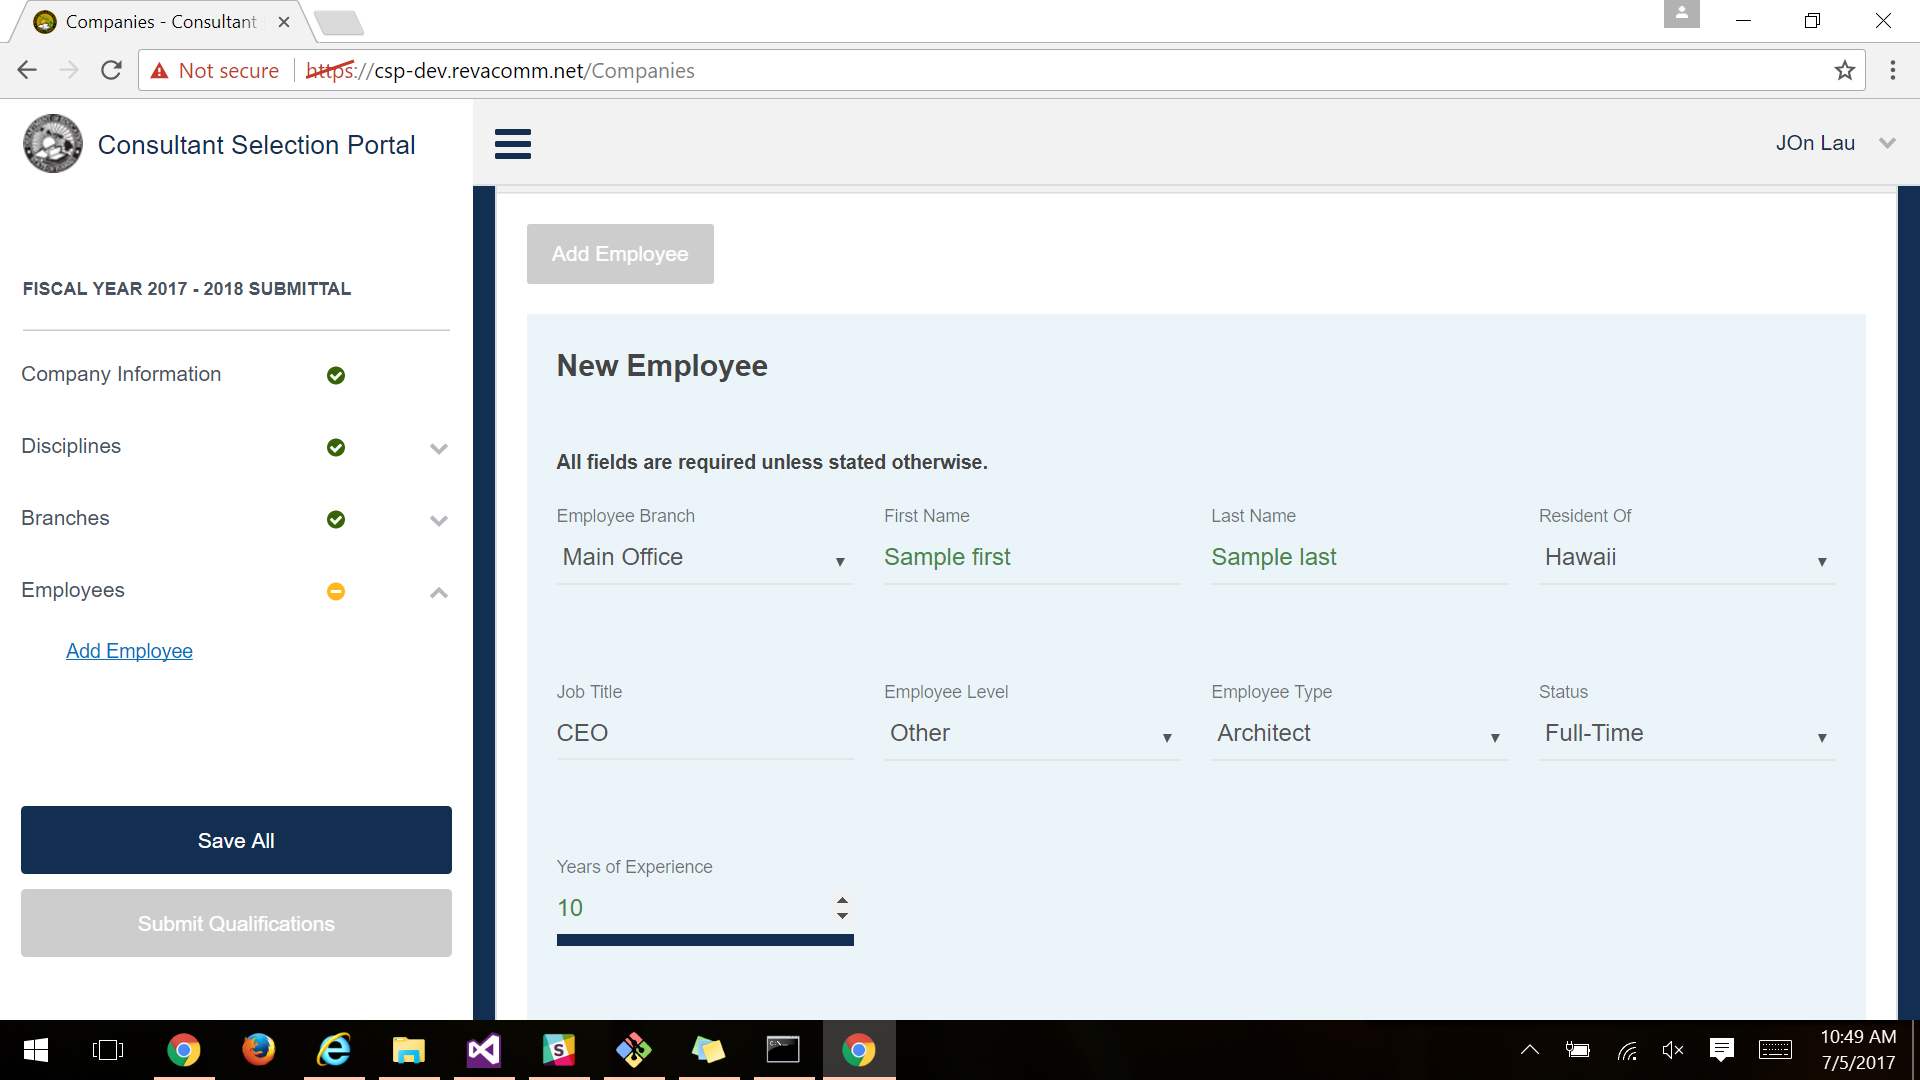 Companies - Consultant
Not secure https://csp-dev.revacomm.net/Companies
Consultant Selection Portal
JOn Lau
FISCAL YEAR 2017 - 2018 SUBMITTAL
Company Information
Disciplines
Branches
Employees
Add Employee
Save All
Submit Qualifications
Add Employee
New Employee
All fields are required unless stated otherwise.
Employee Branch First Name Last Name Resident Of
Main Office Sample first Sample last Hawaii
Job Title Employee Level Employee Type Status
CEO Other Architect Full-Time
Years of Experience
10
10:49 AM
7/5/2017